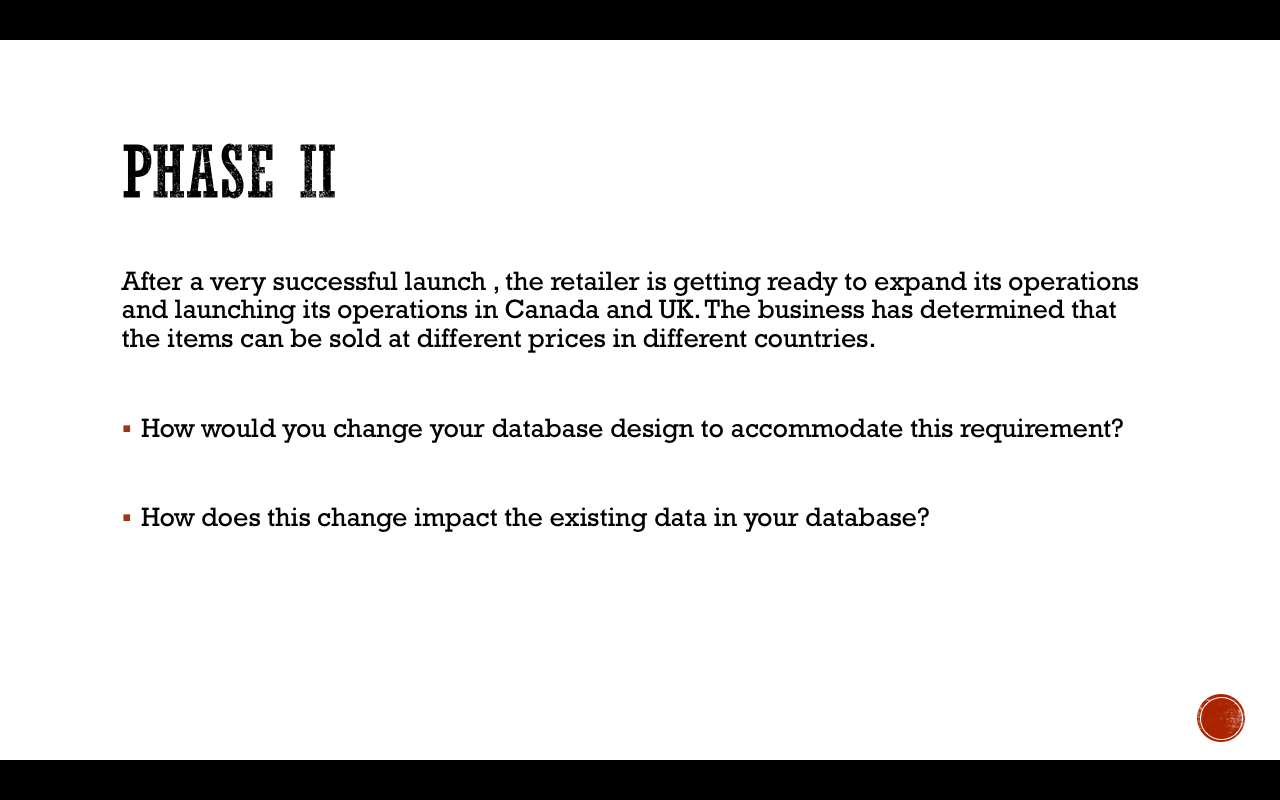 PHASE II
After a very successful launch , the retailer is getting ready to expand its operations
and launching its operations in Canada and UK. The business has determined that
the items can be sold at different prices in different countries.
▪ How would you change your database design to accommodate this requirement?
▪ How does this change impact the existing data in your database?